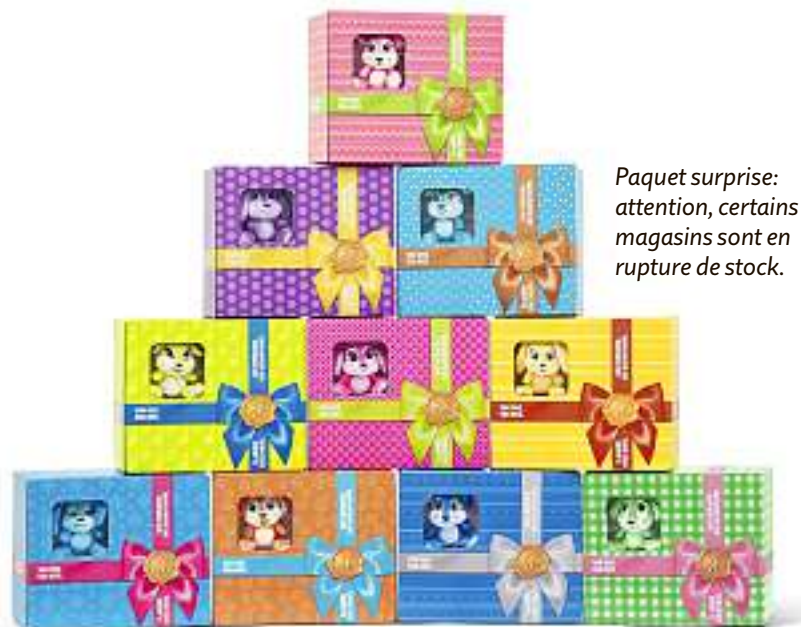 Paquet surprise:
attention, certains
magasins sont en
rupture de stock.